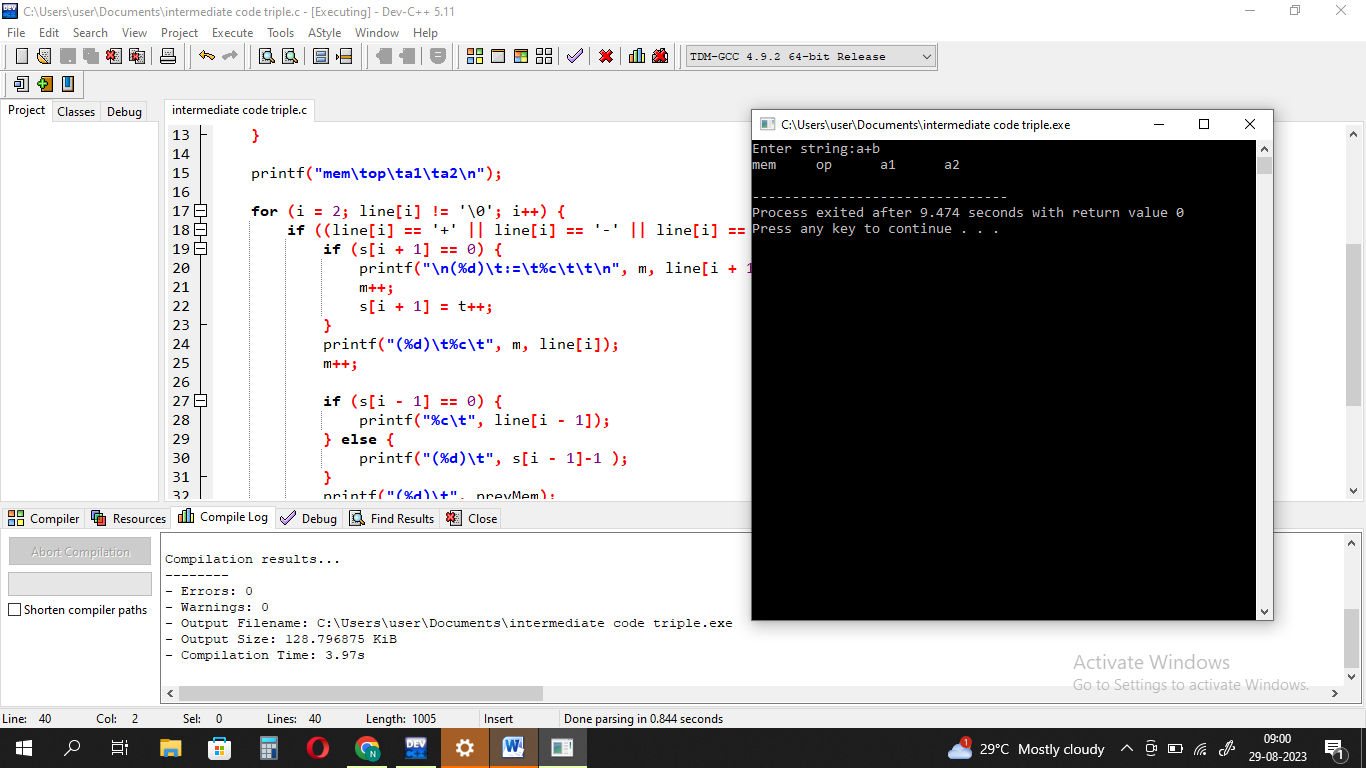 C:\Users\user\Documents\intermediate code triple.c - [Executing] - Dev-C++ 5.11
File Edit Search View Project Execute Tools AStyle Window Help
TDM-GCC 4.9.2 64-bit Release
Project Classes Debug
intermediate code triple.c
13 }
14
15 printf("mem\top\ta1\ta2\n");
16
17 for (i = 2; line[i] != '\0'; i++) {
18 if ((line[i] == '+' || line[i] == '-' || line[i] ==
19 if (s[i + 1] == 0) {
20 printf("\n(%d)\t:=\t%c\t\t\n", m, line[i + 1
21 m++;
22 s[i + 1] = t++;
23 }
24 printf("(%d)\t%c\t", m, line[i]);
25 m++;
26
27 if (s[i - 1] == 0) {
28 printf("%c\t", line[i - 1]);
29 } else {
30 printf("(%d)\t", s[i - 1]-1 );
31 }
32 printf("(%d)\t", prevMem);
C:\Users\user\Documents\intermediate code triple.exe
Enter string:a+b
mem op a1 a2
--------------------------------
Process exited after 9.474 seconds with return value 0
Press any key to continue . . .
Compiler Resources Compile Log Debug Find Results Close
Abort Compilation
Shorten compiler paths
Compilation results...
--------
- Errors: 0
- Warnings: 0
- Output Filename: C:\Users\user\Documents\intermediate code triple.exe
- Output Size: 128.796875 KiB
- Compilation Time: 3.97s
Activate Windows
Go to Settings to activate Windows.
Line: 40 Col: 2 Sel: 0 Lines: 40 Length: 1005 Insert Done parsing in 0.844 seconds
DEV
1
29°C Mostly cloudy
09:00
29-08-2023
1